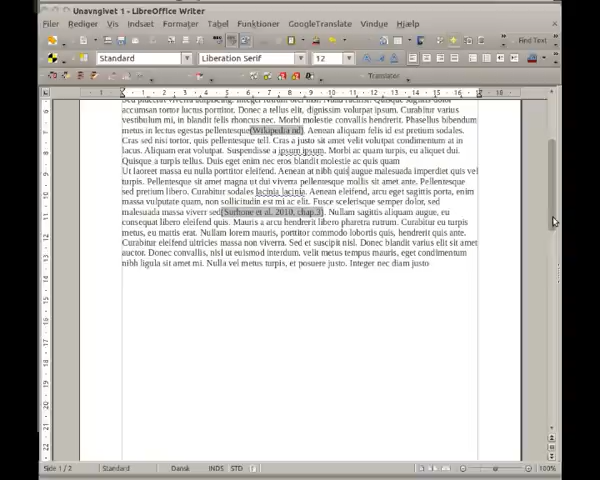 Unavngivet 1 - LibreOffice Writer
Filer Rediger Vis Indsæt Formater Tabel Funktioner GoogleTranslate Vindue Hjælp
Find Text
Standard Liberation Serif 12
Translate
accumsan tortor luctus porttitor. Donec a tellus elit, dignissim volutpat ipsum. Curabitur varius
vestibulum mi, in blandit felis rhoncus nec. Morbi molestie convallis hendrerit. Phasellus bibendum
metus in lectus egestas pellentesque(Wikipedia nd). Aenean aliquam felis id est pretium sodales.
Cras sed nisi tortor, quis pellentesque tell. Cras a justo sit amet velit volutpat condimentum at in
lacus. Aliquam erat volutpat. Suspendisse a ipsum ipsum. Morbi ac quam turpis, eu aliquet dui.
Quisque a turpis tellus. Duis eget enim nec eros blandit molestie ac quis quam
Ut laoreet massa eu nulla porttitor eleifend. Aenean at nibh quis augue malesuada imperdiet quis vel
turpis. Pellentesque sit amet magna ut dui viverra pellentesque mollis sit amet ante. Pellentesque
sed pretium libero. Curabitur sodales lacinia lacinia. Aenean eleifend, arcu eget sagittis porta, enim
massa vulputate quam, non sollicitudin est mi ac elit. Fusce scelerisque semper dolor, sed
malesuada massa viverr sed(Surhone et al. 2010, chap.3). Nullam sagittis aliquam augue, eu
consequat libero eleifend quis. Mauris a arcu hendrerit libero pharetra rutrum. Curabitur eu turpis
metus, eu mattis erat. Nullam lorem mauris, porttitor commodo lobortis quis, hendrerit quis ante.
Curabitur eleifend ultricies massa non viverra. Sed et suscipit nisl. Donec blandit varius elit sit amet
auctor. Donec convallis, nisl ut euismod interdum, velit metus tempus mauris, eget condimentum
nibh ligula sit amet mi. Nulla vel metus turpis, et posuere justo. Integer nec diam justo
Side 1 / 2 Standard Dansk INDS STD 100%